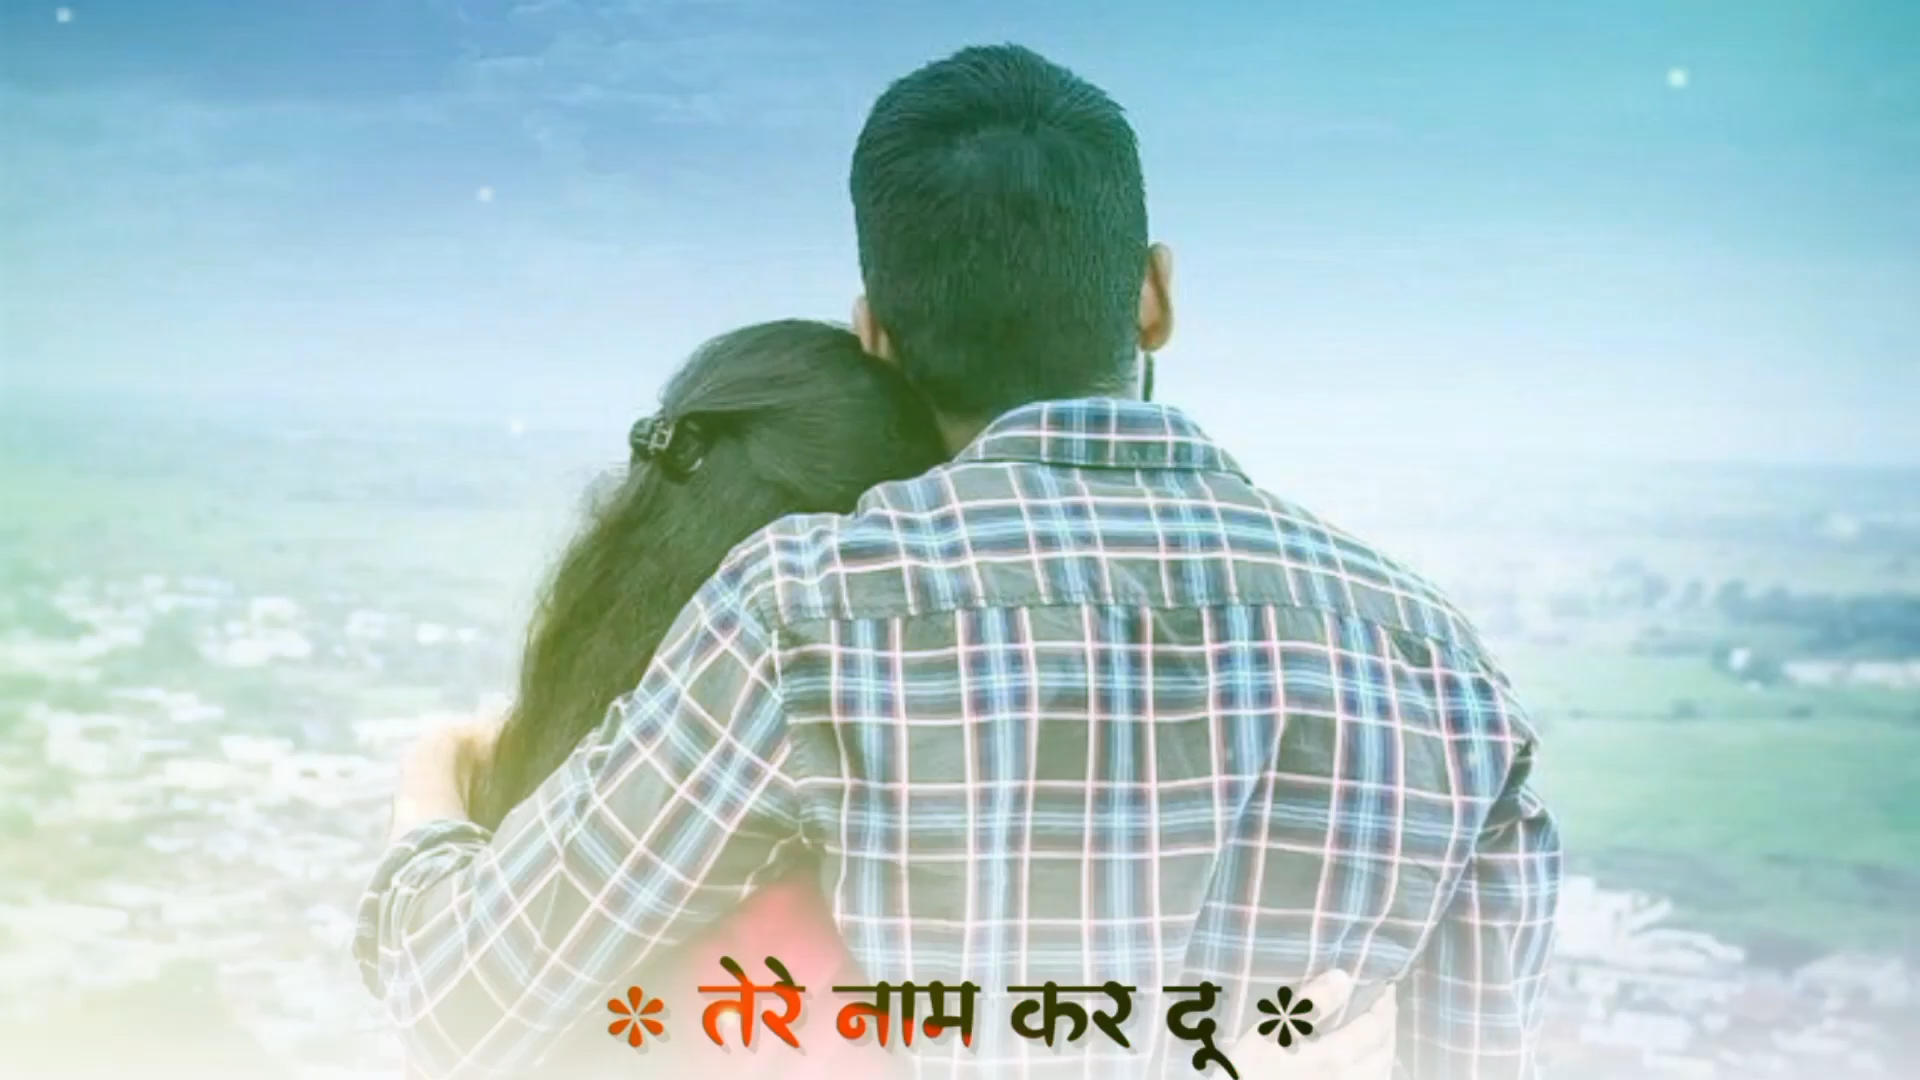 * तेरे नाम कर दू *